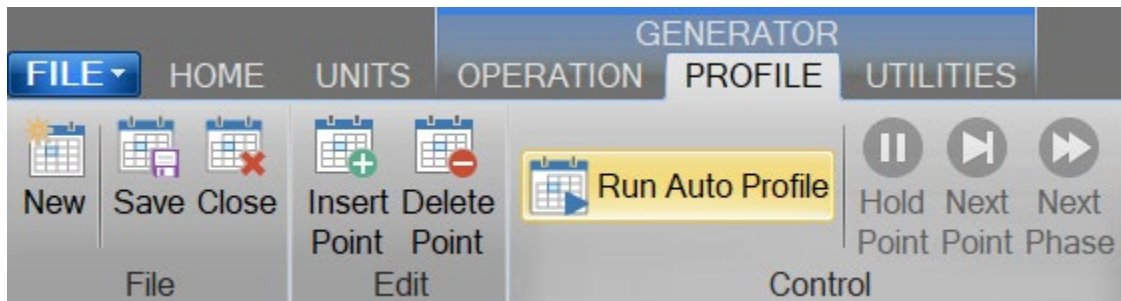 GENERATOR
FILE HOME UNITS OPERATION PROFILE UTILITIES
New Save Close Insert Point Delete Point Run Auto Profile Hold Point Next Point Next Phase
File Edit Control